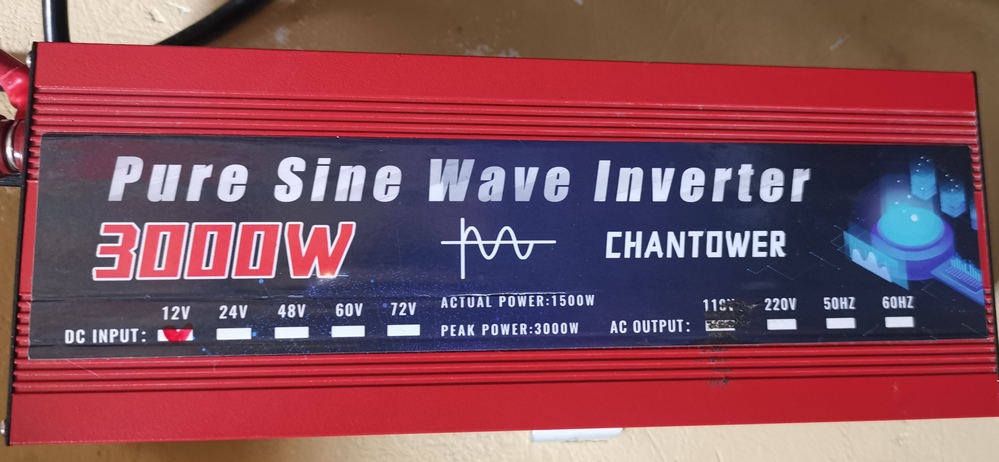 Pure Sine Wave Inverter
3000W
CHANTOWER
12V 24V 48V 60V 72V
DC INPUT:
ACTUAL POWER:1500W
PEAK POWER:3000W
220V 50HZ 60HZ
AC OUTPUT: